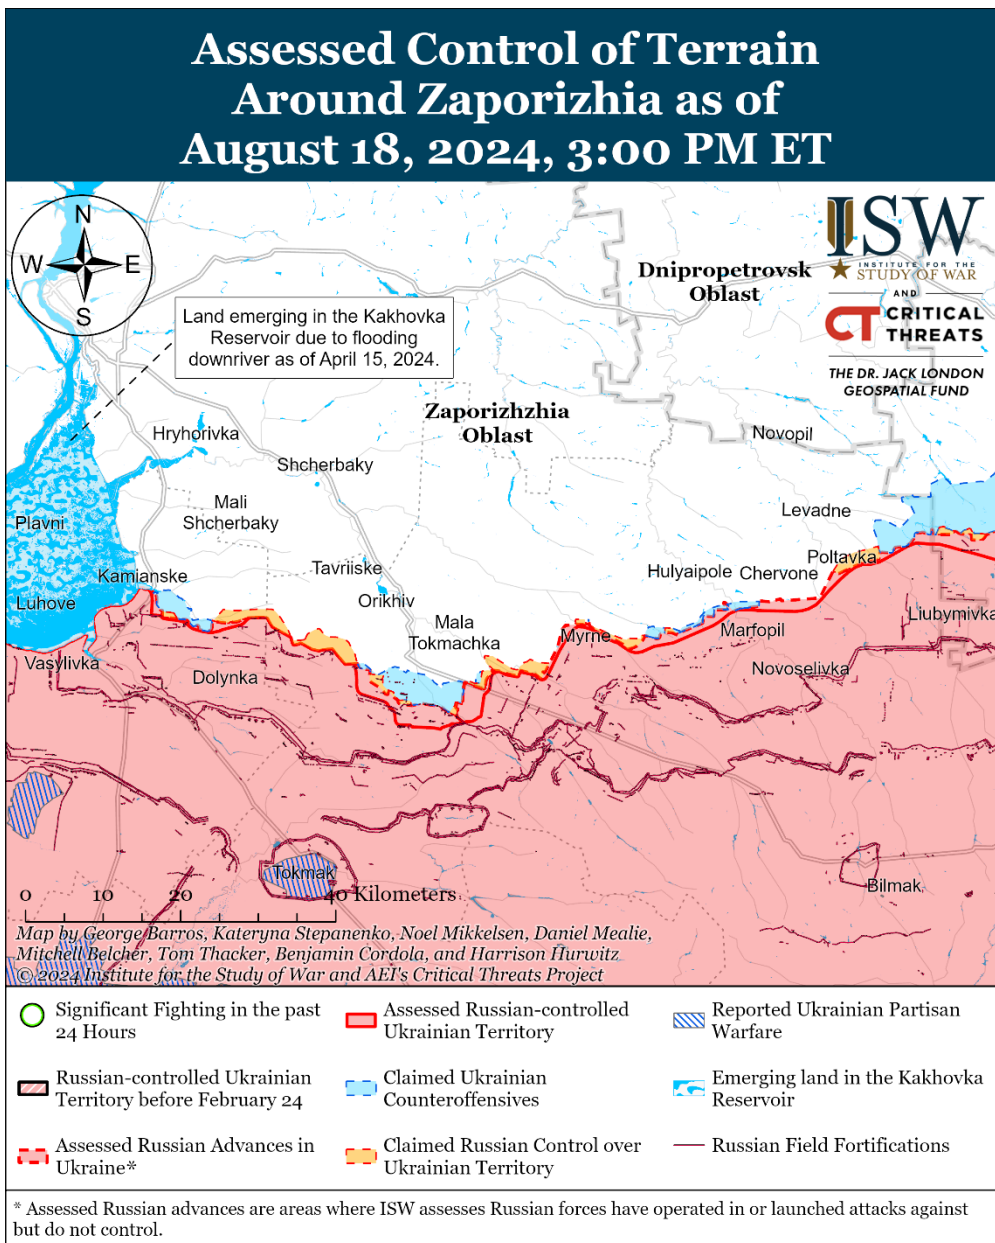 Assessed Control of Terrain
Around Zaporizhia as of
August 18, 2024, 3:00 PM ET
N
W
E
S
ISW
INSTITUTE FOR THE
STUDY OF WAR
AND
CT CRITICAL
THREATS
THE DR. JACK LONDON
GEOSPATIAL FUND
Dnipropetrovsk
Oblast
Land emerging in the Kakhovka
Reservoir due to flooding
downriver as of April 15, 2024.
Zaporizhzhia
Oblast
Hryhorivka
Novopil
Shcherbaky
Mali
Shcherbaky
Levadne
Plavni
Poltavka
Kamianske
Tavriiske
Hulyaipole
Chervone
Luhove
Orikhiv
Liubymivka
Mala
Tokmachka
Myrne
Marfopil
Vasylivka
Dolynka
Novoselivka
Tokmak
Bilmak
0 10 20 40 Kilometers
Map by George Barros, Kateryna Stepanenko, Noel Mikkelsen, Daniel Mealie,
Mitchell Belcher, Tom Thacker, Benjamin Cordola, and Harrison Hurwitz
© 2024 Institute for the Study of War and AEI's Critical Threats Project
Significant Fighting in the past
24 Hours
Assessed Russian-controlled
Ukrainian Territory
Reported Ukrainian Partisan
Warfare
Russian-controlled Ukrainian
Territory before February 24
Claimed Ukrainian
Counteroffensives
Emerging land in the Kakhovka
Reservoir
Assessed Russian Advances in
Ukraine*
Claimed Russian Control over
Ukrainian Territory
Russian Field Fortifications
* Assessed Russian advances are areas where ISW assesses Russian forces have operated in or launched attacks against
but do not control.